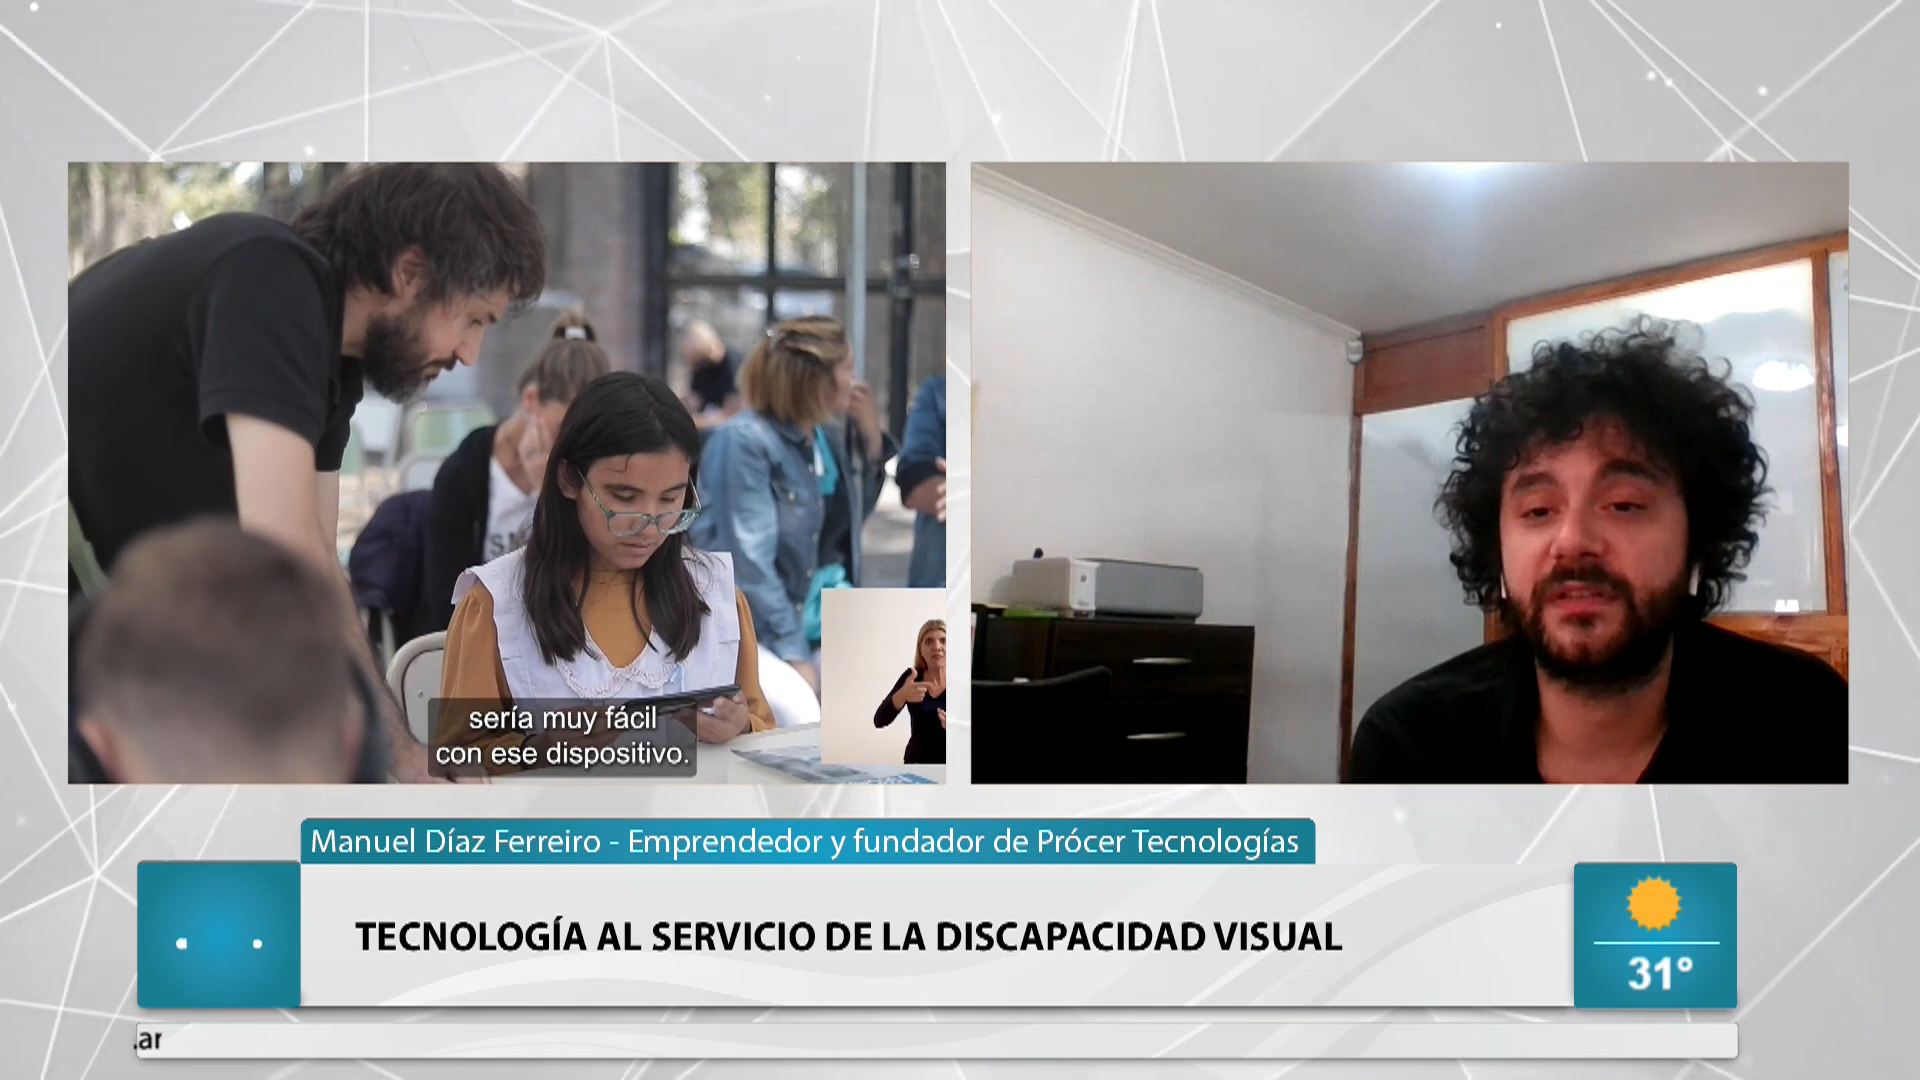 sería muy fácil
con ese dispositivo.
Manuel Díaz Ferreiro - Emprendedor y fundador de Prócer Tecnologías
TECNOLOGÍA AL SERVICIO DE LA DISCAPACIDAD VISUAL
31°
.ar